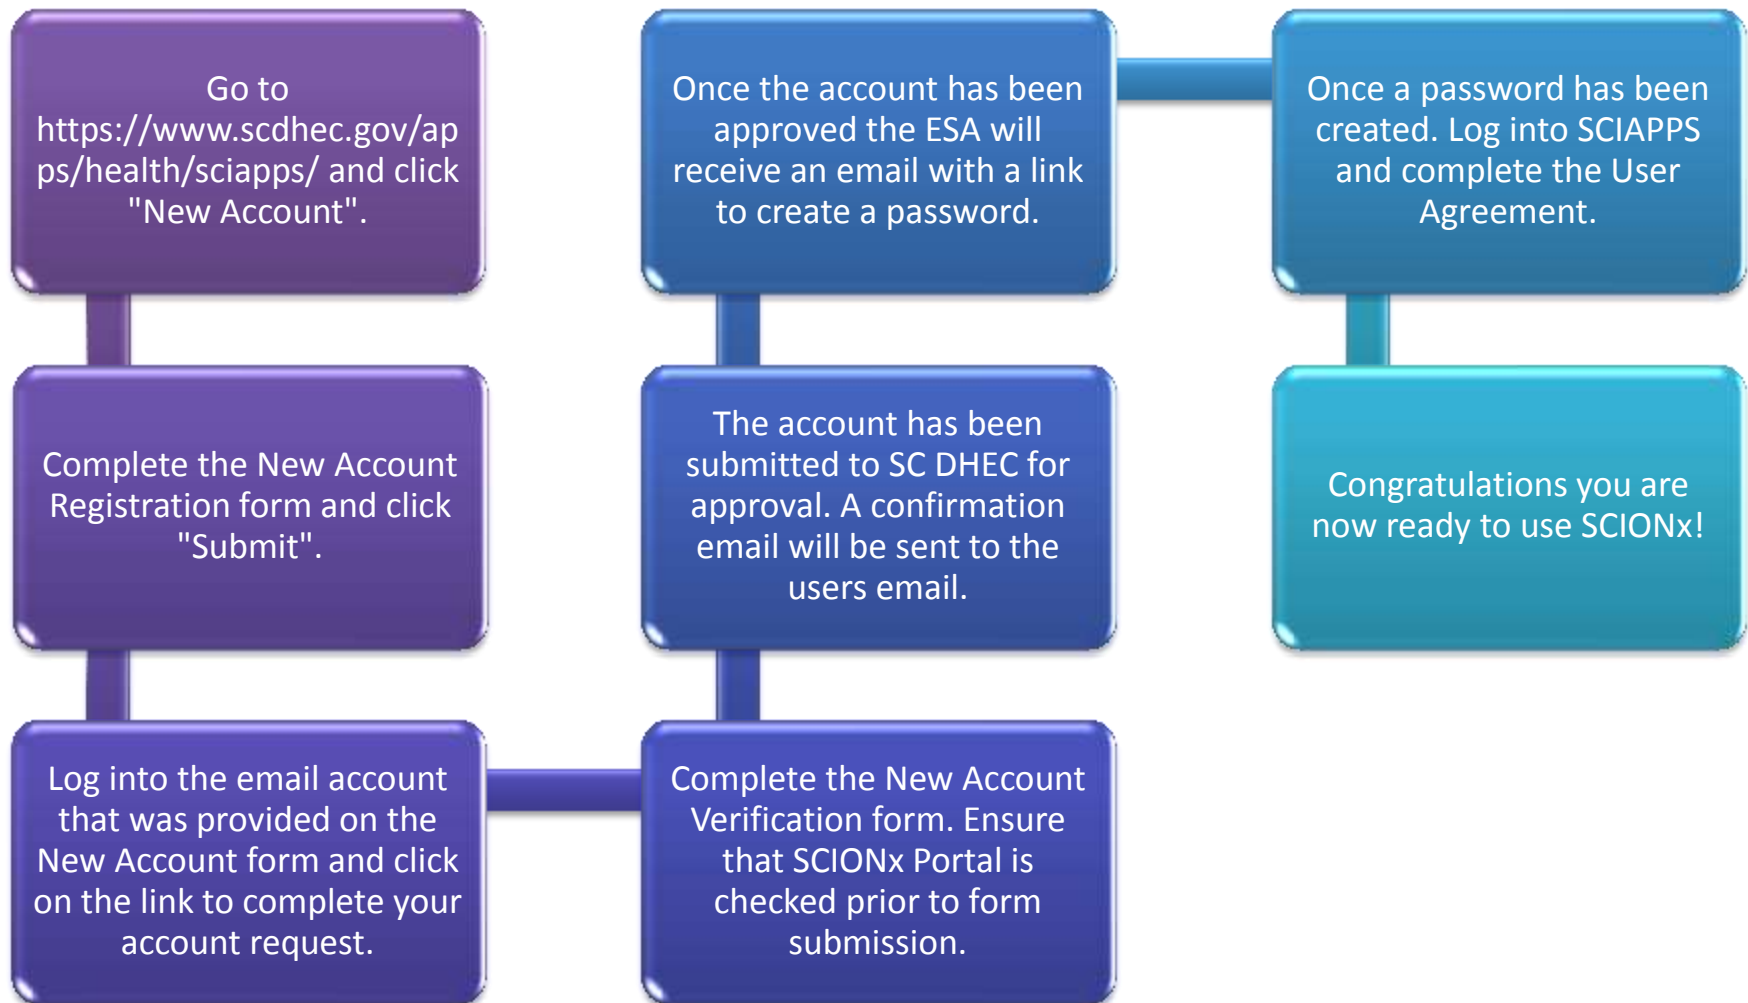 Go to
https://www.scdhec.gov/ap
ps/health/sciapps/ and click
"New Account".
Complete the New Account
Registration form and click
"Submit".
Log into the email account
that was provided on the
New Account form and click
on the link to complete your
account request.
Complete the New Account
Verification form. Ensure
that SCIONx Portal is
checked prior to form
submission.
The account has been
submitted to SC DHEC for
approval. A confirmation
email will be sent to the
users email.
Once the account has been
approved the ESA will
receive an email with a link
to create a password.
Once a password has been
created. Log into SCIAPPS
and complete the User
Agreement.
Congratulations you are
now ready to use SCIONx!